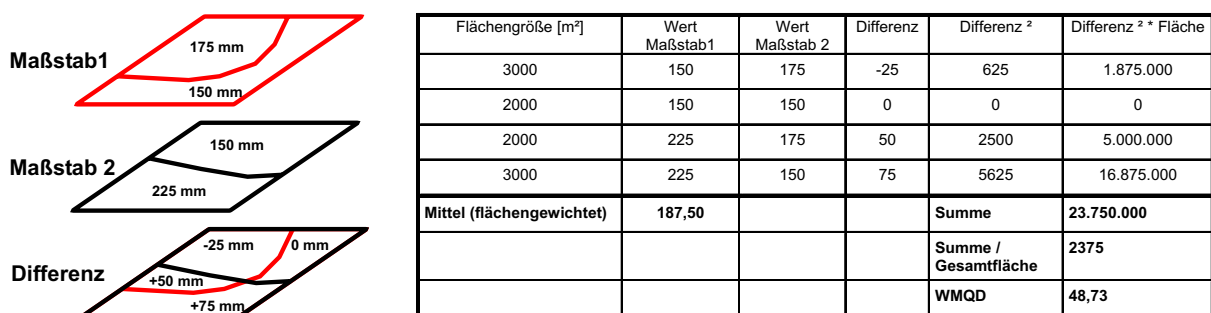 Maßstab1
175 mm
150 mm
Maßstab 2
150 mm
225 mm
Differenz
-25 mm
0 mm
+50 mm
+75 mm
Flächengröße [m²] Wert Maßstab1 Wert Maßstab 2 Differenz Differenz ² Differenz ² * Fläche
3000 150 175 -25 625 1.875.000
2000 150 150 0 0 0
2000 225 175 50 2500 5.000.000
3000 225 150 75 5625 16.875.000
Mittel (flächengewichtet) 187,50 Summe 23.750.000
Summe / Gesamtfläche 2375
WMQD 48,73